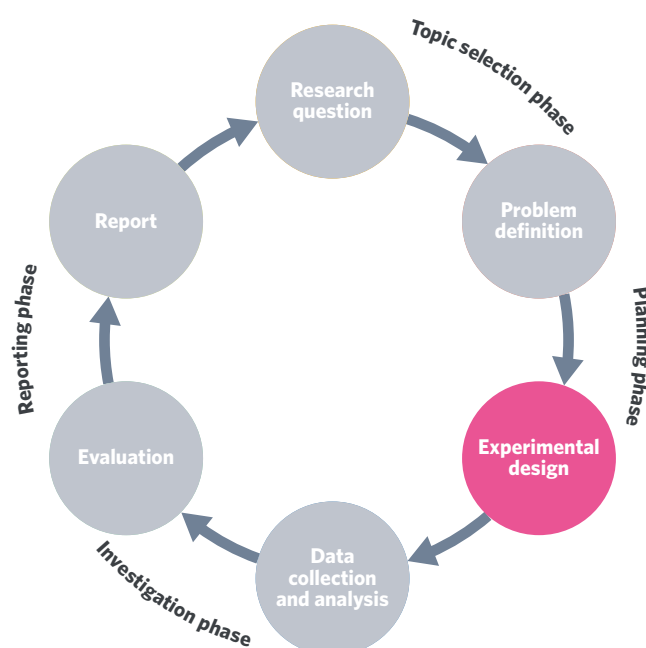 Topic selection phase
Research
question
Problem
definition
Planning phase
Experimental
design
Data
collection
and analysis
Investigation phase
Evaluation
Reporting phase
Report